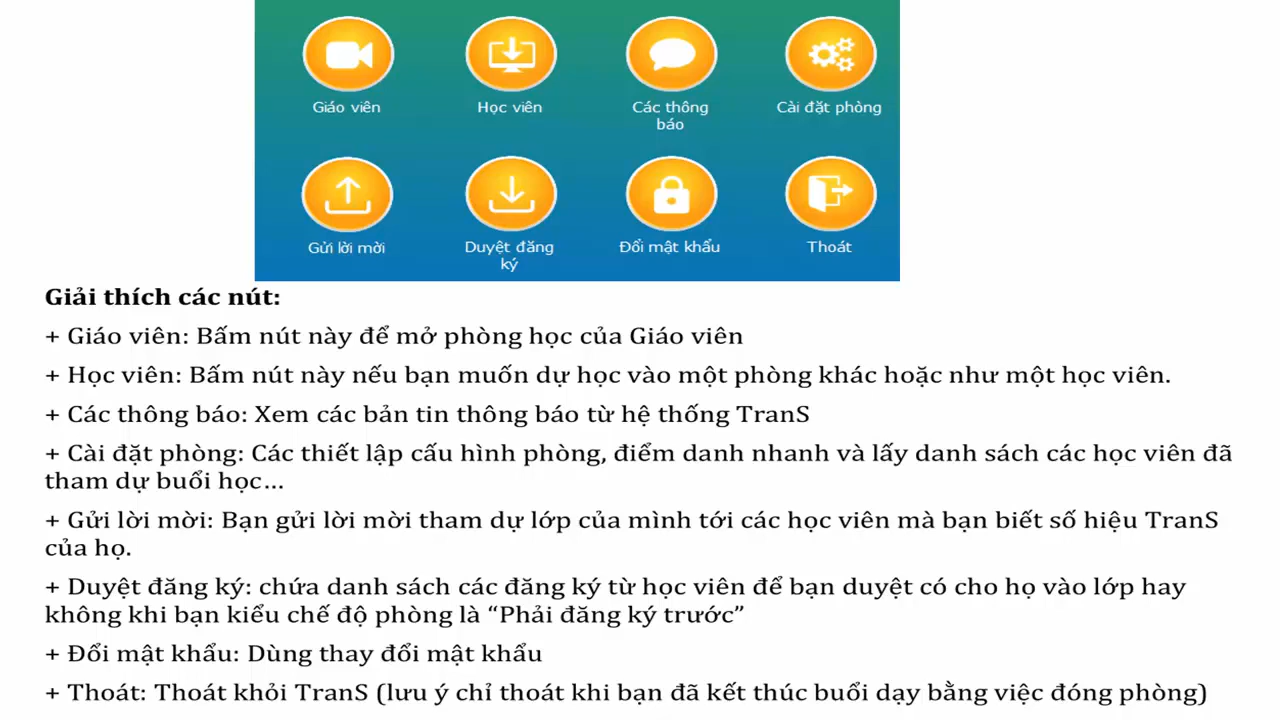 Giáo viên
Học viên
Các thông
báo
Cài đặt phòng
Gửi lời mời
Duyệt đăng
ký
Đổi mật khẩu
Thoát
Giải thích các nút:
+ Giáo viên: Bấm nút này để mở phòng học của Giáo viên
+ Học viên: Bấm nút này nếu bạn muốn dự học vào một phòng khác hoặc như một học viên.
+ Các thông báo: Xem các bản tin thông báo từ hệ thống TranS
+ Cài đặt phòng: Các thiết lập cấu hình phòng, điểm danh nhanh và lấy danh sách các học viên đã
tham dự buổi học...
+ Gửi lời mời: Bạn gửi lời mời tham dự lớp của mình tới các học viên mà bạn biết số hiệu TranS
của họ.
+ Duyệt đăng ký: chứa danh sách các đăng ký từ học viên để bạn duyệt có cho họ vào lớp hay
không khi bạn kiểu chế độ phòng là “Phải đăng ký trước”
+ Đổi mật khẩu: Dùng thay đổi mật khẩu
+ Thoát: Thoát khỏi TranS (lưu ý chỉ thoát khi bạn đã kết thúc buổi dạy bằng việc đóng phòng)